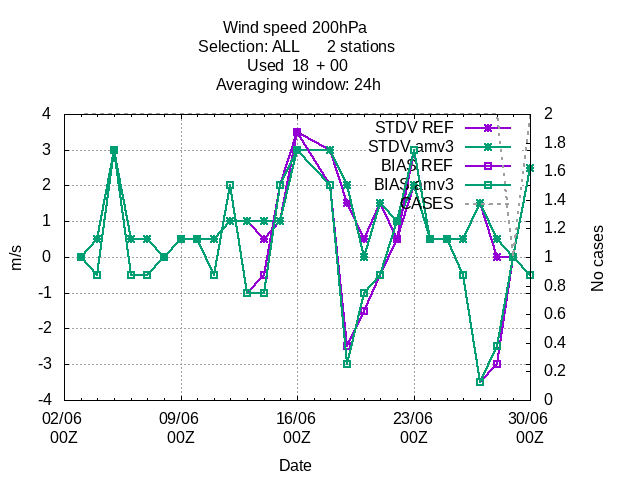 Wind speed 200hPa
Selection: ALL 2 stations
Used 18 + 00
Averaging window: 24h
STDV REF
STDV amv3
BIAS REF
BIAS amv3
CASES
4
3
2
1
0
-1
-2
-3
-4
m/s
2
1.8
1.6
1.4
1.2
1
0.8
0.6
0.4
0.2
0
No cases
02/06 09/06 16/06 23/06 30/06
00Z 00Z 00Z 00Z 00Z
Date